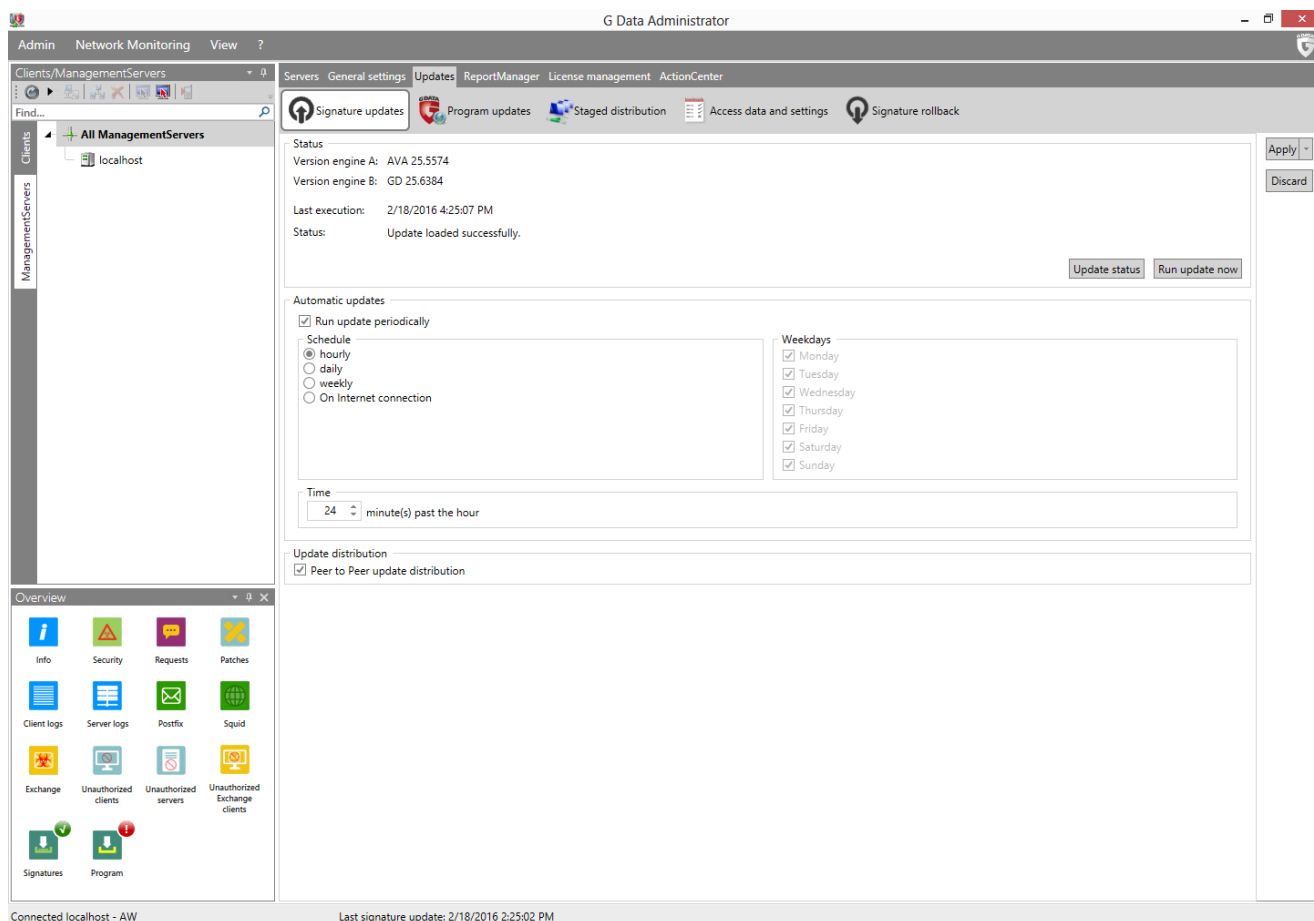 G Data Administrator
Admin Network Monitoring View ?
Clients/ManagementServers
Find...
Clients
ManagementServers
All ManagementServers
localhost
Servers General settings Updates ReportManager License management ActionCenter
Signature updates Program updates Staged distribution Access data and settings Signature rollback
Status
Version engine A: AVA 25.5574
Version engine B: GD 25.6384
Last execution: 2/18/2016 4:25:07 PM
Status: Update loaded successfully.
Update status Run update now
Apply
Discard
Automatic updates
Run update periodically
Schedule
hourly
daily
weekly
On Internet connection
Weekdays
Monday
Tuesday
Wednesday
Thursday
Friday
Saturday
Sunday
Time
24 minute(s) past the hour
Update distribution
Peer to Peer update distribution
Overview
Info Security Requests Patches
Client logs Server logs Postfix Squid
Exchange
Unauthorized
clients
Unauthorized
servers
Unauthorized
Exchange
clients
Signatures Program
Connected localhost - AW Last signature update: 2/18/2016 2:25:02 PM